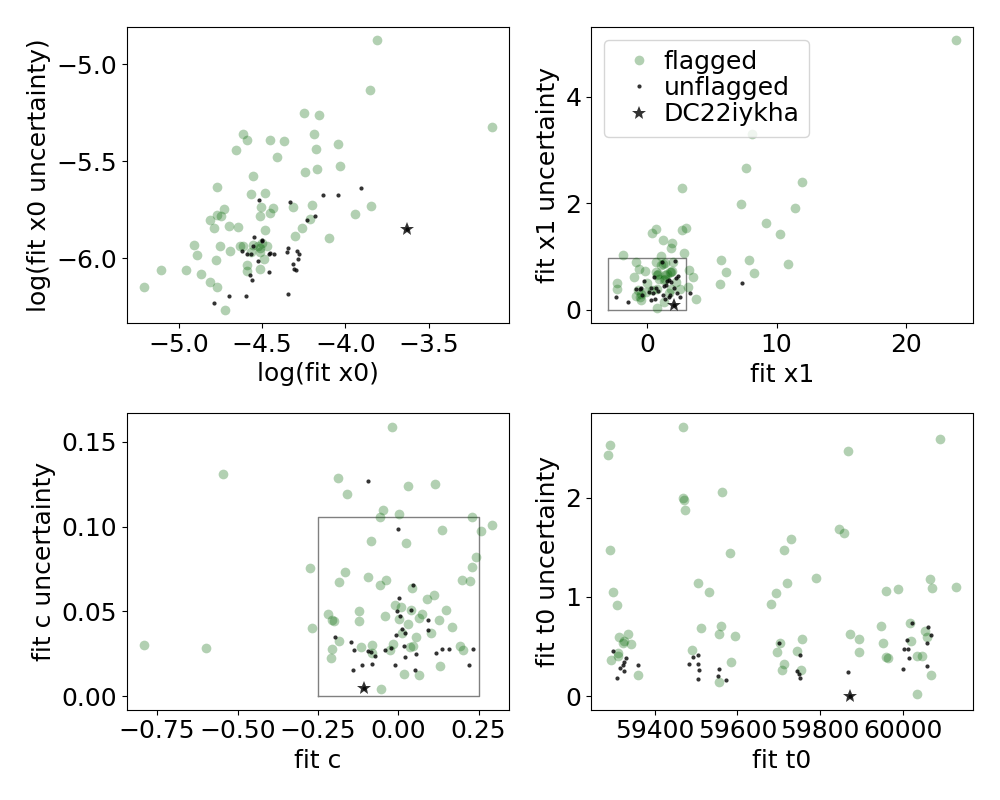 log(fit x0 uncertainty)
−5.0
−5.5
−6.0
−5.0 −4.5 −4.0 −3.5
log(fit x0)
fit x1 uncertainty
4
2
0
flagged
unflagged
DC22iykha
0 10 20
fit x1
fit c uncertainty
0.15
0.10
0.05
0.00
−0.75 −0.50 −0.25 0.00 0.25
fit c
fit t0 uncertainty
2
1
0
59400 59600 59800 60000
fit t0